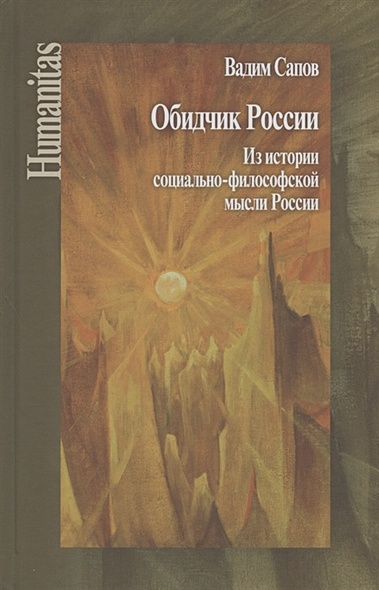 Humanitas
Вадим Сапов
Обидчик России
Из истории
социально-философской
мысли России